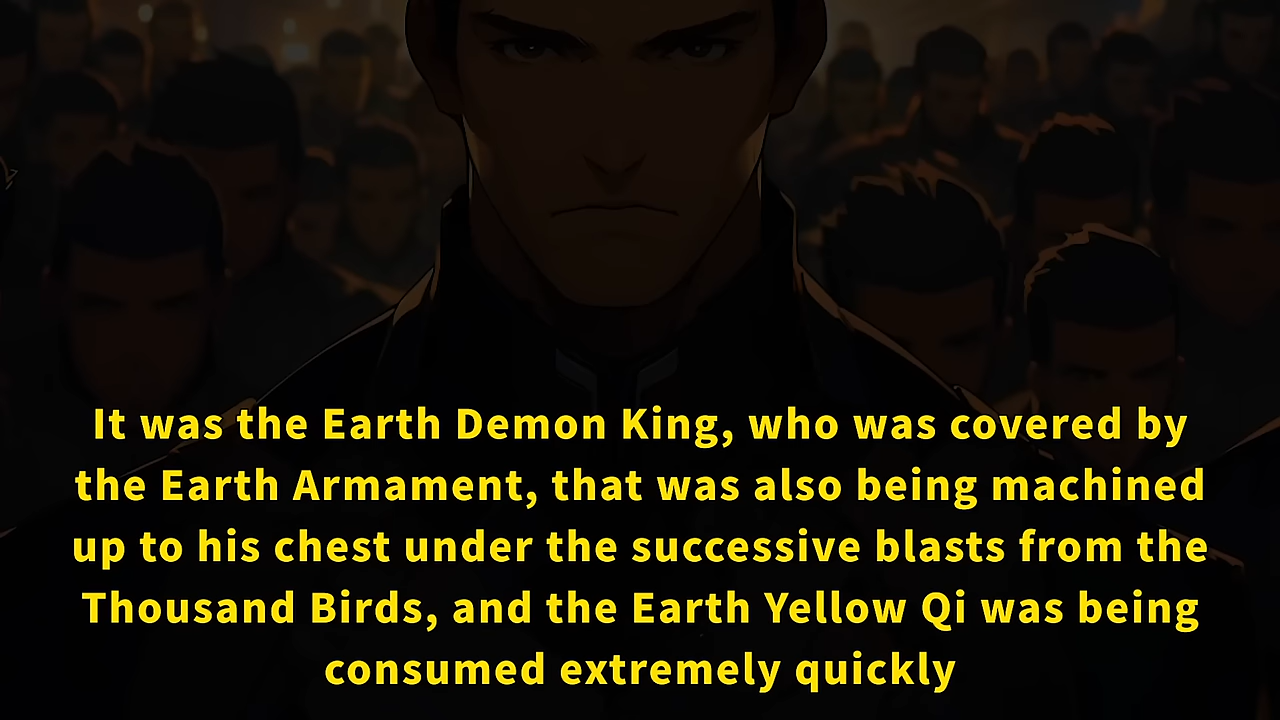 It was the Earth Demon King, who was covered by
the Earth Armament, that was also being machined
up to his chest under the successive blasts from the
Thousand Birds, and the Earth Yellow Qi was being
consumed extremely quickly